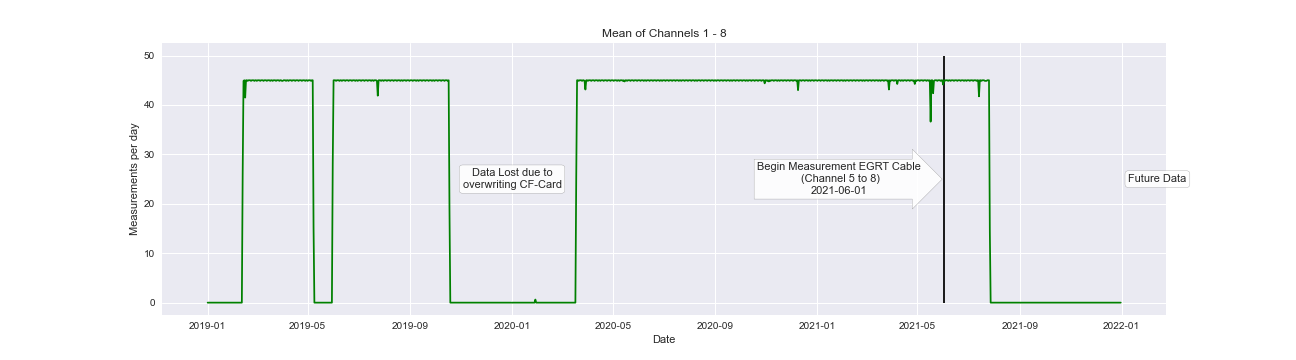 Mean of Channels 1 - 8
Measurements per day
50
40
30
20
10
0
Data Lost due to
overwriting CF-Card
Begin Measurement EGRT Cable
(Channel 5 to 8)
2021-06-01
Future Data
2019-01
2019-05
2019-09
2020-01
2020-05
2020-09
2021-01
2021-05
2021-09
2022-01
Date